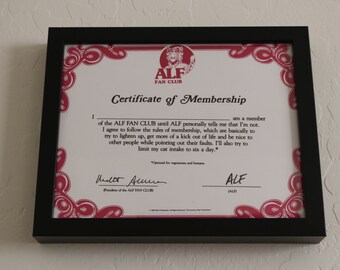 ALF
FAN CLUB
Certificate of Membership
I ______________________________ am a member
of the ALF FAN CLUB until ALF personally tells me that I'm not.
I agree to follow the rules of membership, which are basically to
try to lighten up, get more of a kick out of life and be nice to
other people while pointing out their faults. I'll also try to
limit my cat intake to six a day.*
*Optional for vegetarians and humans.
ALF
(President of the ALF FAN CLUB)
(ALF)